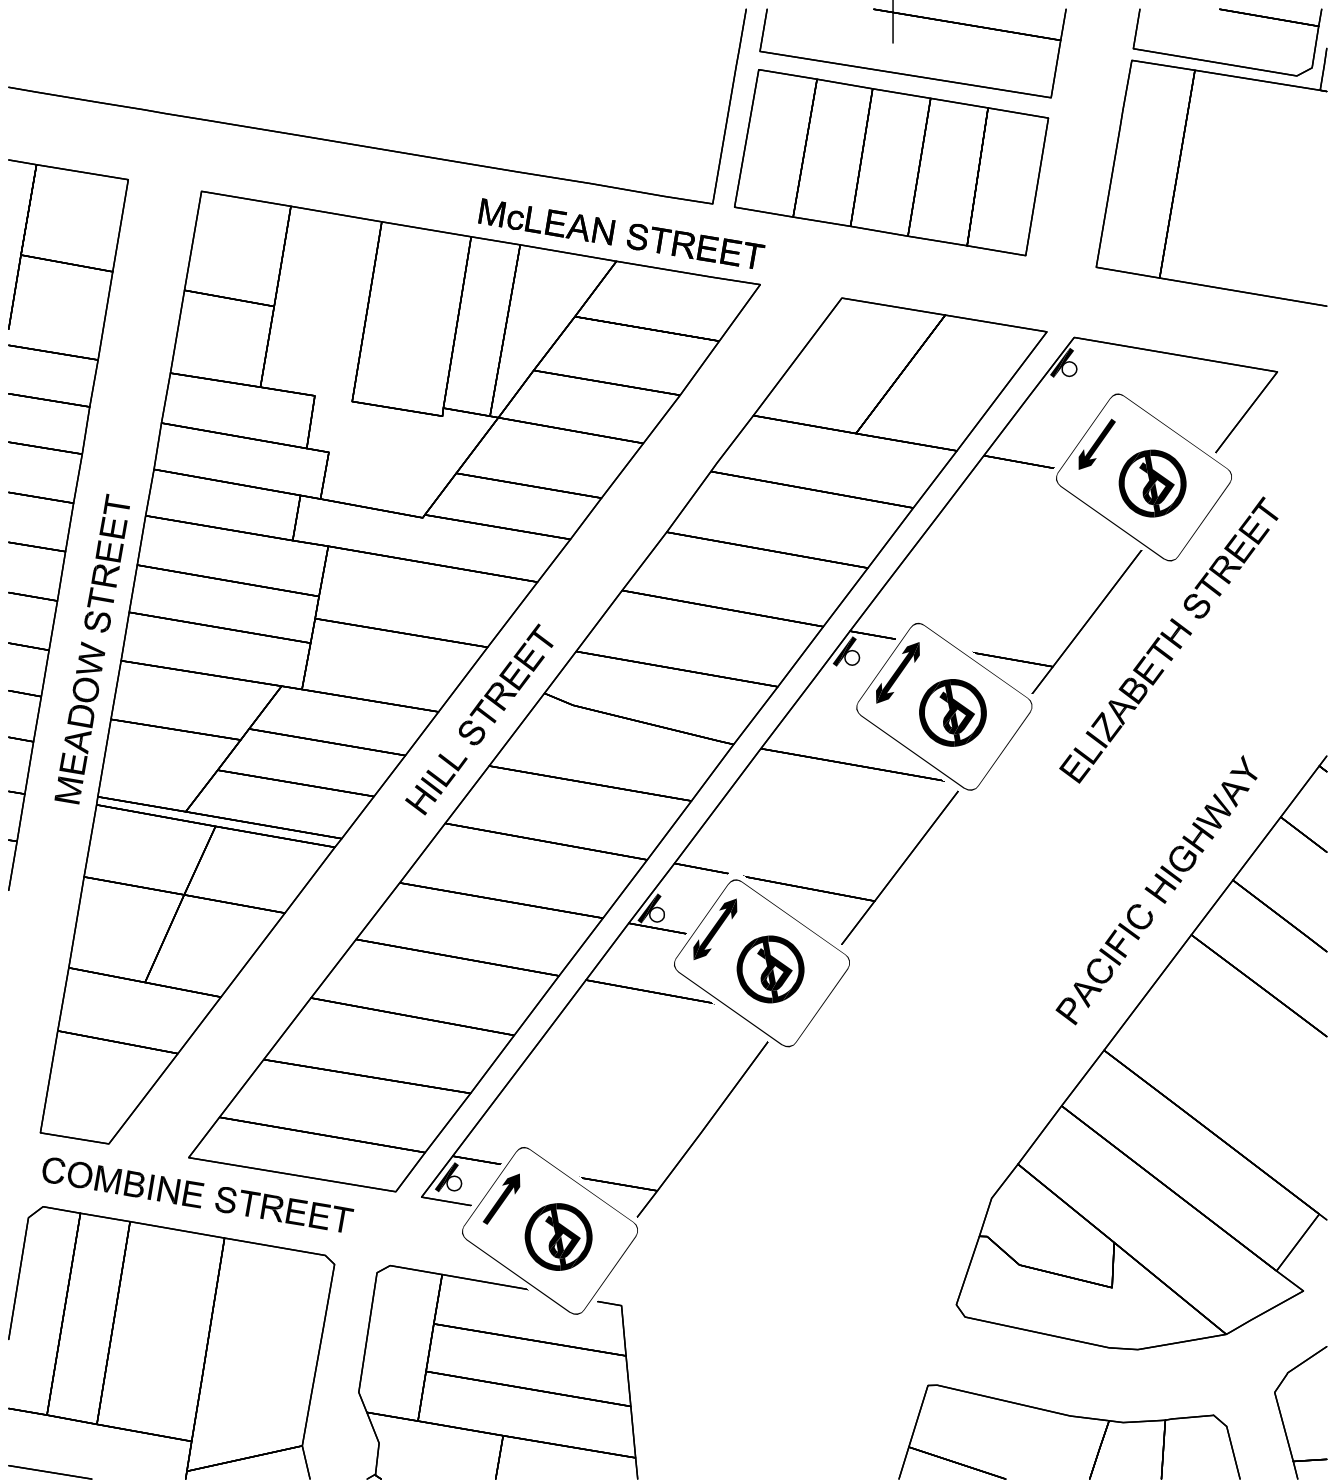 McLEAN STREET
MEADOW STREET
HILL STREET
ELIZABETH STREET
PACIFIC HIGHWAY
COMBINE STREET
P
P
P
P